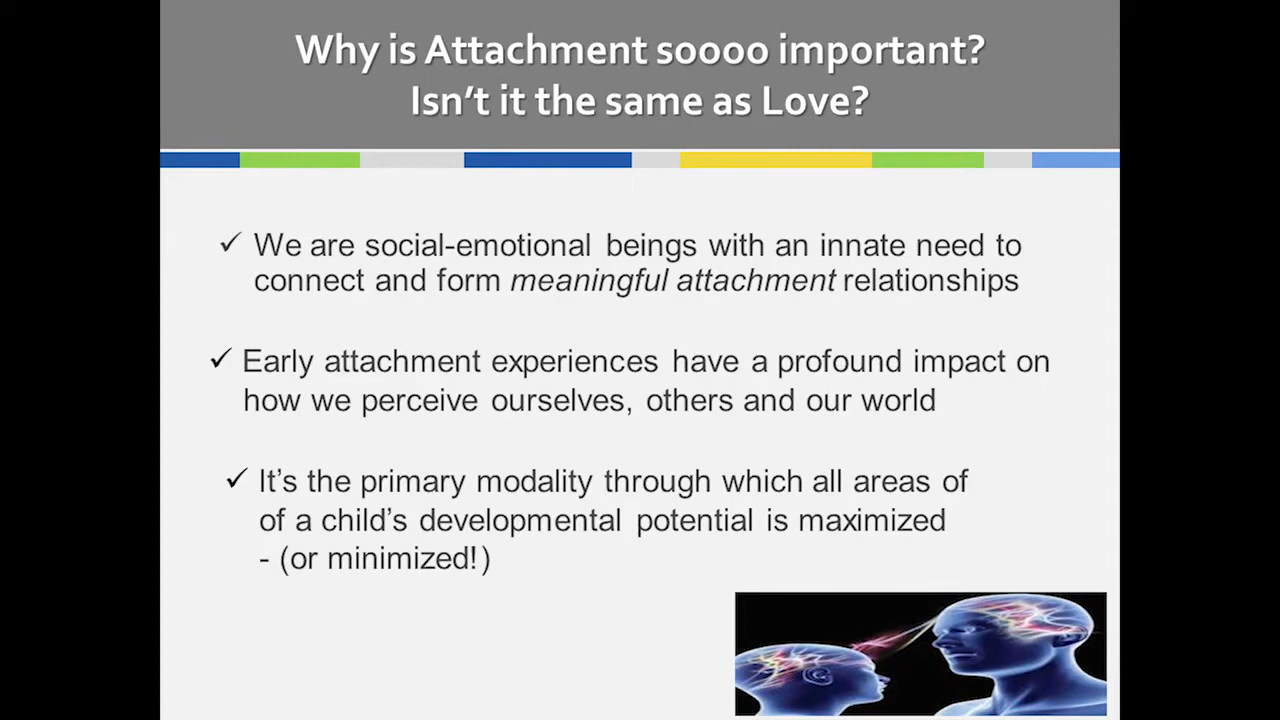 Why is Attachment soooo important?
Isn’t it the same as Love?
✓ We are social-emotional beings with an innate need to
connect and form meaningful attachment relationships
✓ Early attachment experiences have a profound impact on
how we perceive ourselves, others and our world
✓ It’s the primary modality through which all areas of
of a child’s developmental potential is maximized
- (or minimized!)